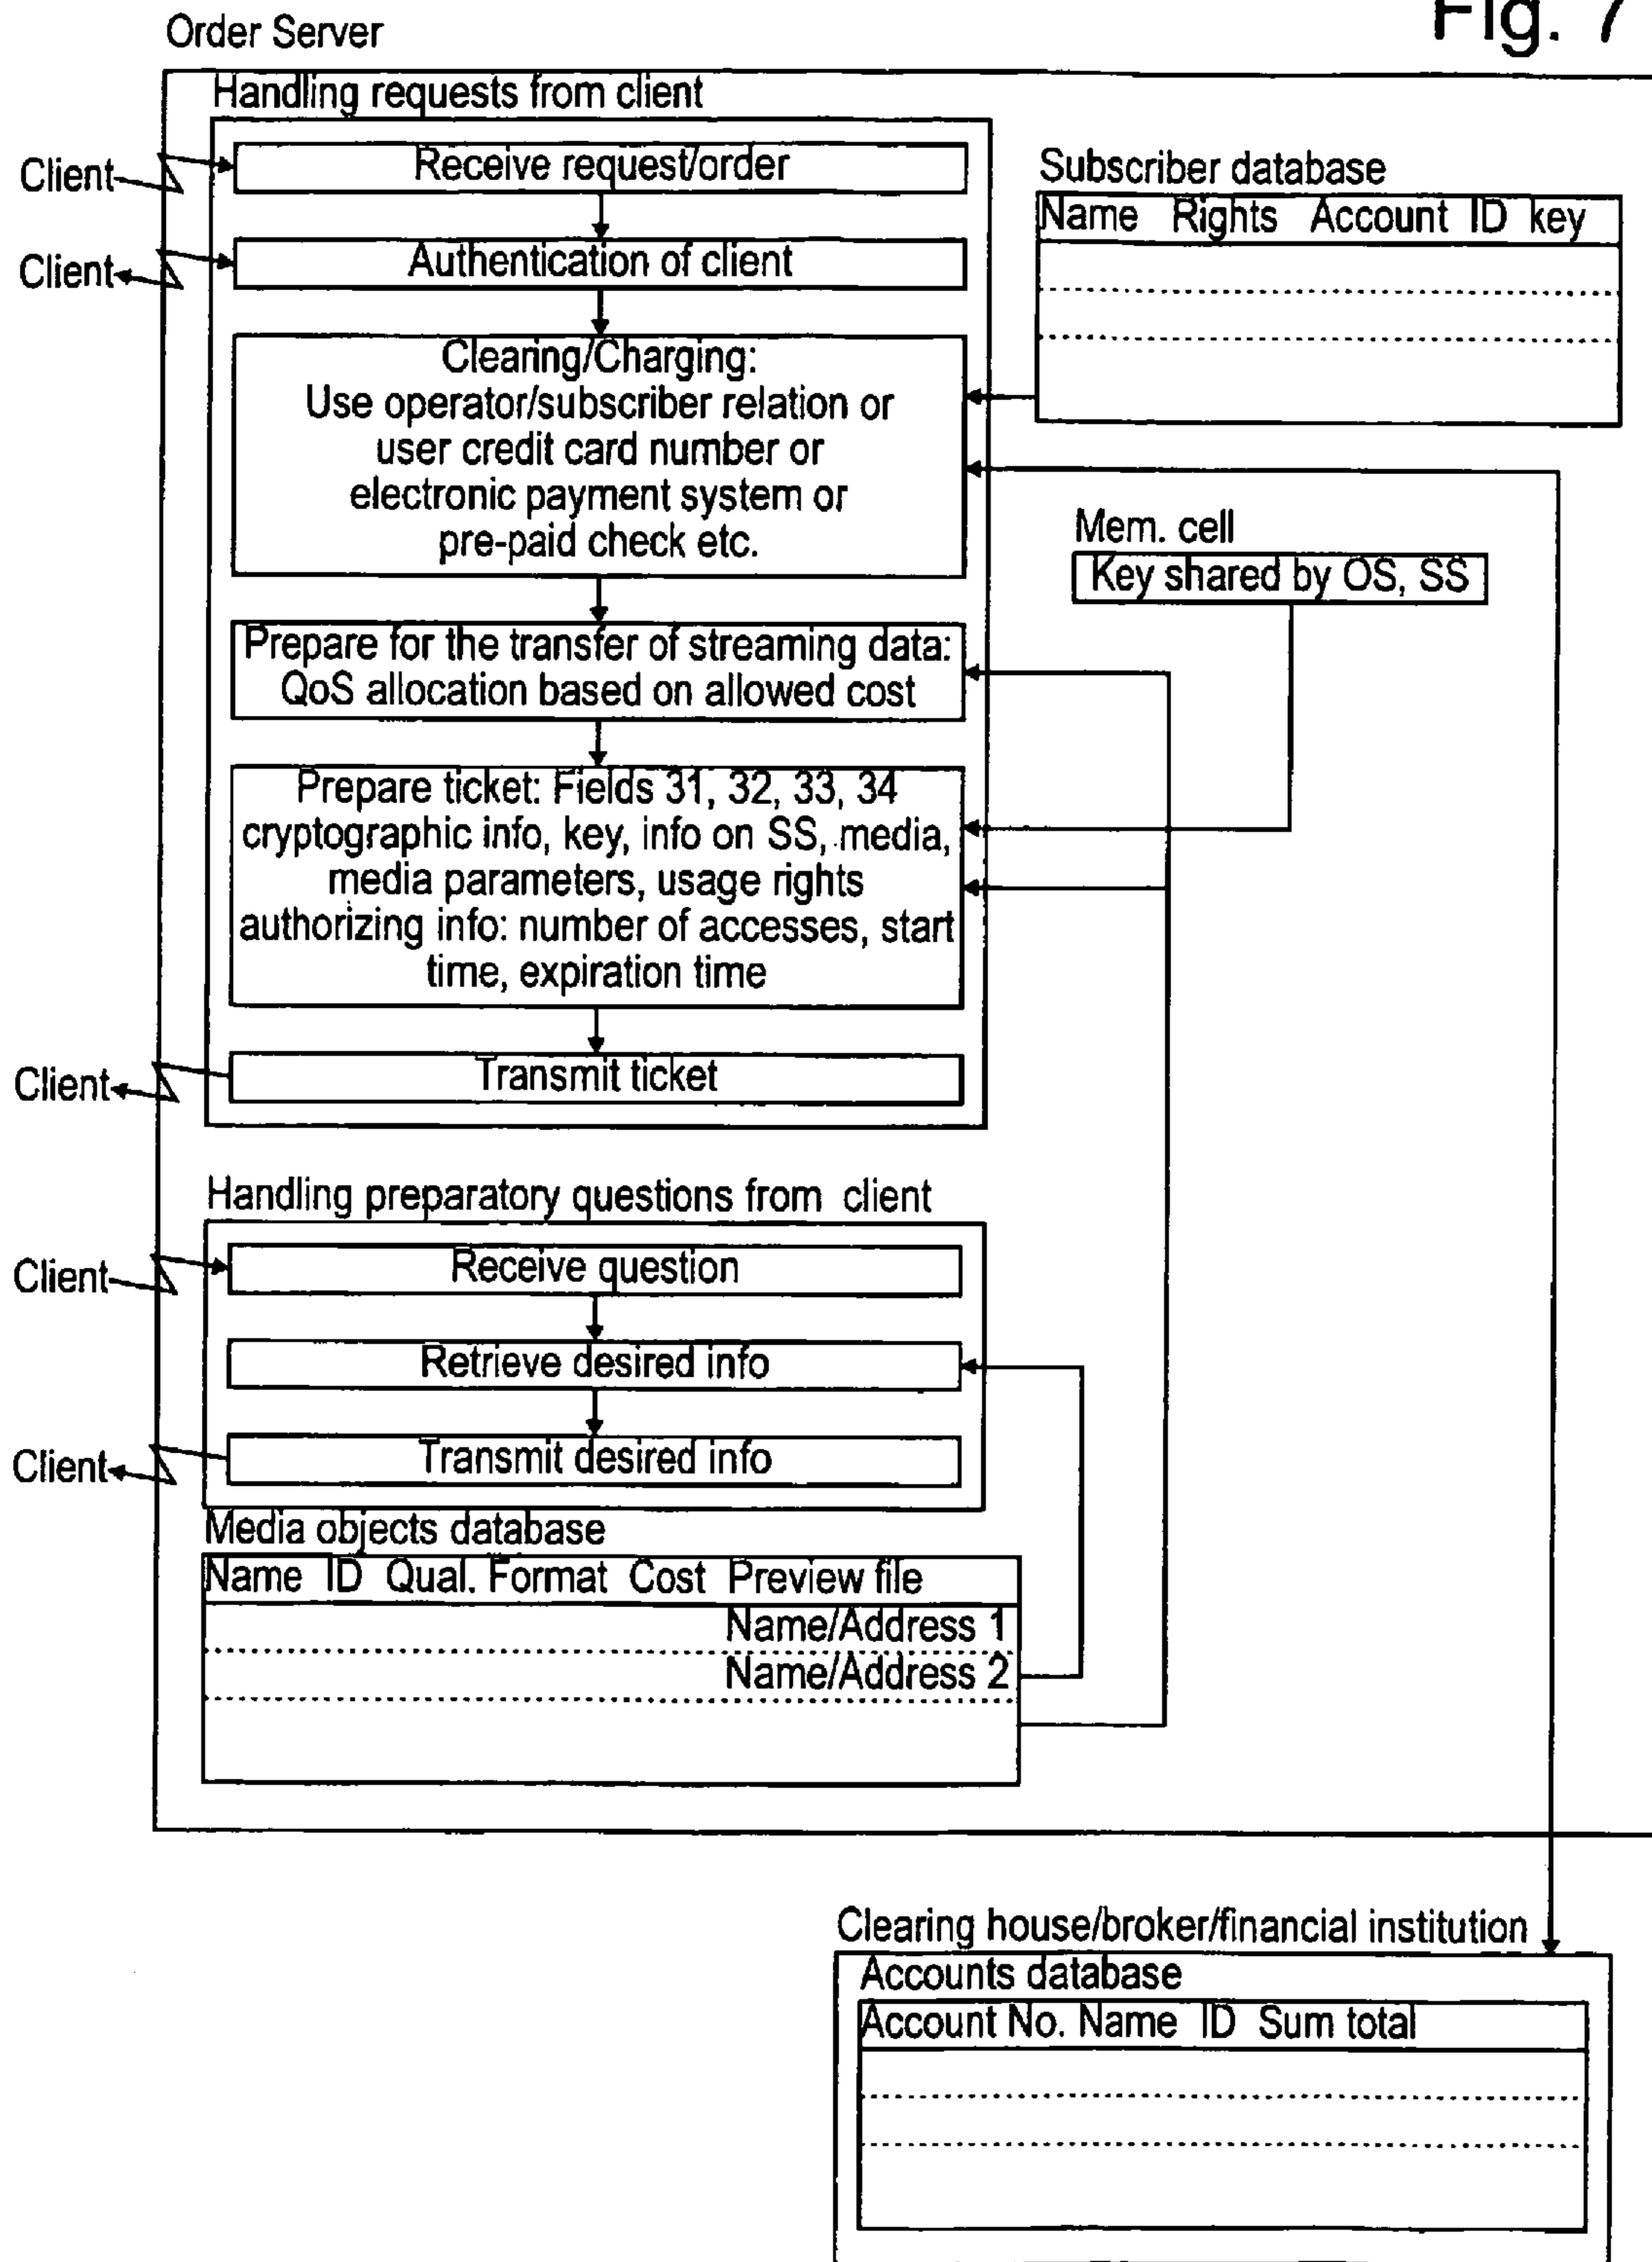 Fig. 7
Order Server
Handling requests from client
Client
Receive request/order
Client
Authentication of client
Clearing/Charging:
Use operator/subscriber relation or
user credit card number or
electronic payment system or
pre-paid check etc.
Subscriber database
Name Rights Account ID key
Mem. cell
Key shared by OS, SS
Prepare for the transfer of streaming data:
QoS allocation based on allowed cost
Prepare ticket: Fields 31, 32, 33, 34
cryptographic info, key, info on SS, media,
media parameters, usage rights
authorizing info: number of accesses, start
time, expiration time
Client
Transmit ticket
Handling preparatory questions from client
Client
Receive question
Retrieve desired info
Client
Transmit desired info
Media objects database
Name ID Qual. Format Cost Preview file
Name/Address 1
Name/Address 2
Clearing house/broker/financial institution
Accounts database
Account No. Name ID Sum total